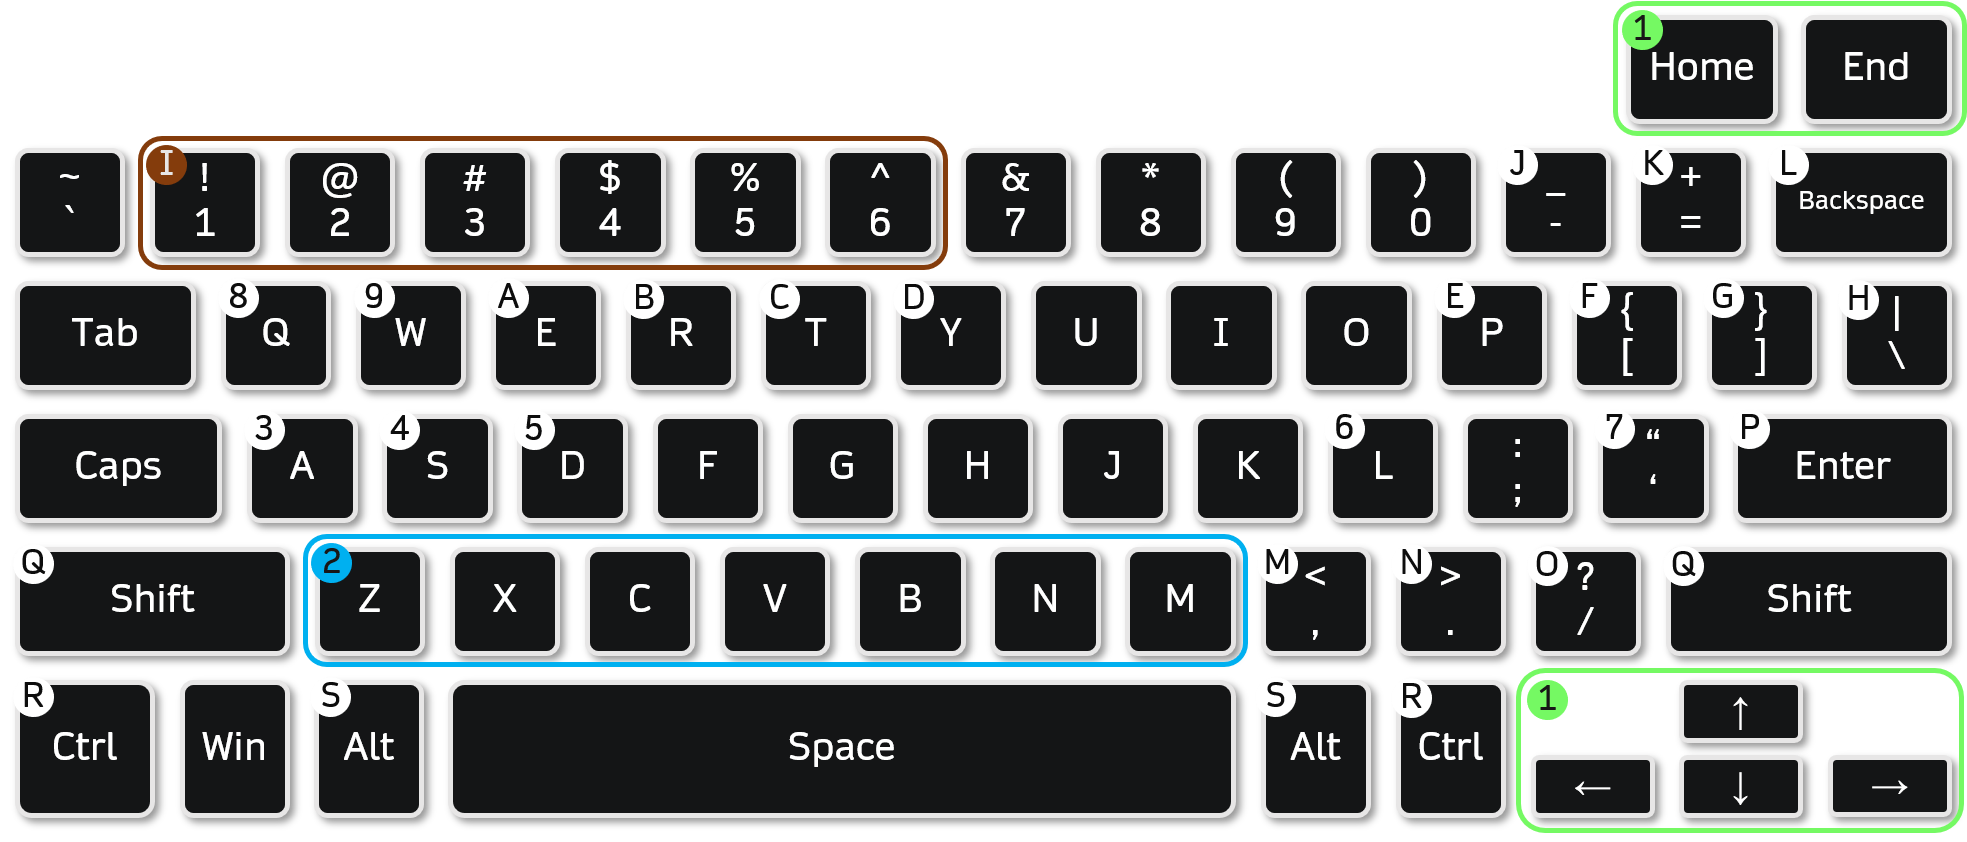 1 Home End
~ ` I ! 1 @ 2 # 3 $ 4 % 5 ^ 6 & 7 * 8 ( 9 ) 0 J _ - K + = L Backspace
Tab 8 Q 9 W A E B R C T D Y U I O E P F { [ G } ] H | \
Caps 3 A 4 S 5 D F G H J K 6 L : ; 7 “ ‘ P Enter
Q Shift 2 Z X C V B N M M < , N > . O ? / Q Shift
R Ctrl Win S Alt Space S Alt R Ctrl 1 ↑
← ↓ →